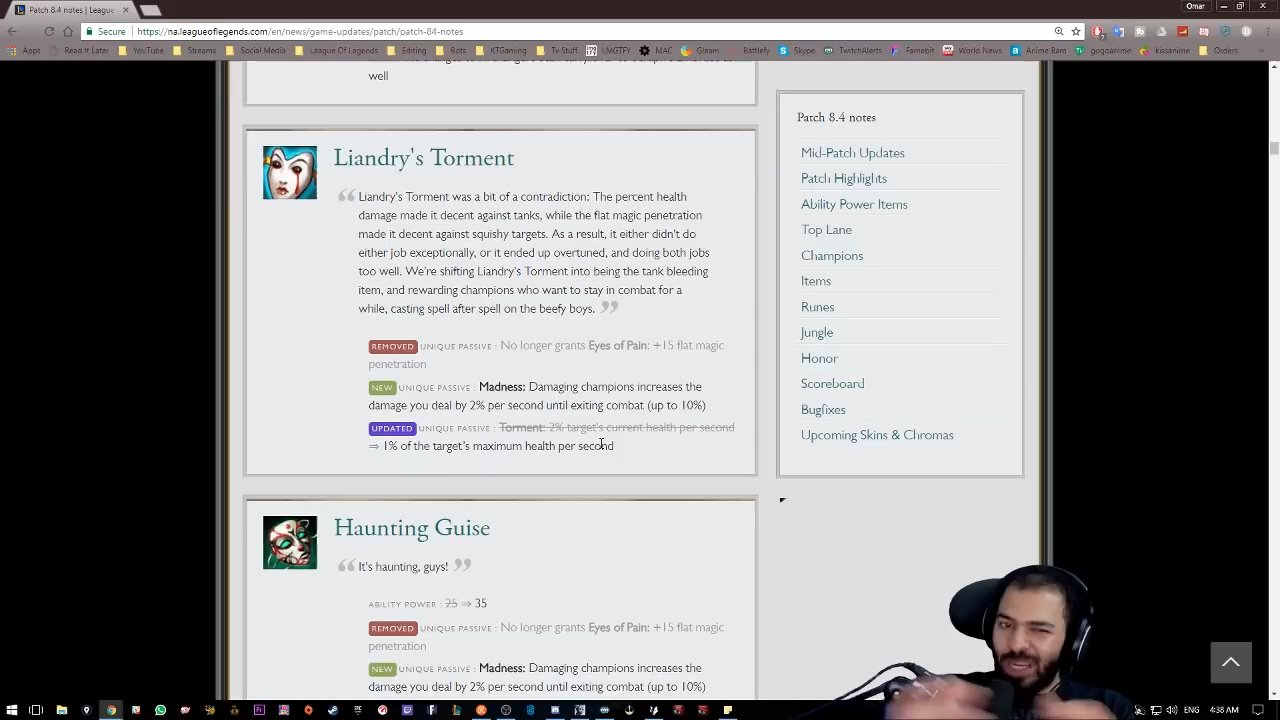 Patch 8.4 notes | League
Omar
Secure
https://na.leagueoflegends.com/en/news/game-updates/patch/patch-84-notes
Apps Read It Later YouTube Streams Social Media League Of Legends Editing Bots KTGaming Tv Stuff LMGTFY MAC Gleam Battlefy Skype TwitchAlerts Famebit World News Anime Bam gogoanime kissanime Orders
well
Liandry's Torment
Liandry's Torment was a bit of a contradiction: The percent health
damage made it decent against tanks, while the flat magic penetration
made it decent against squishy targets. As a result, it either didn't do
either job exceptionally, or it ended up overtuned, and doing both jobs
too well. We're shifting Liandry's Torment into being the tank bleeding
item, and rewarding champions who want to stay in combat for a
while, casting spell after spell on the beefy boys.
REMOVED UNIQUE PASSIVE : No longer grants Eyes of Pain: +15 flat magic
penetration
NEW UNIQUE PASSIVE : Madness: Damaging champions increases the
damage you deal by 2% per second until exiting combat (up to 10%)
UPDATED UNIQUE PASSIVE : Torment: 2% target's current health per second
⇒ 1% of the target's maximum health per second
Haunting Guise
It's haunting, guys!
ABILITY POWER : 25 ⇒ 35
REMOVED UNIQUE PASSIVE : No longer grants Eyes of Pain: +15 flat magic
penetration
NEW UNIQUE PASSIVE : Madness: Damaging champions increases the
damage you deal by 2% per second until exiting combat (up to 10%)
Patch 8.4 notes
Mid-Patch Updates
Patch Highlights
Ability Power Items
Top Lane
Champions
Items
Runes
Jungle
Honor
Scoreboard
Bugfixes
Upcoming Skins & Chromas
ENG 4:38 AM